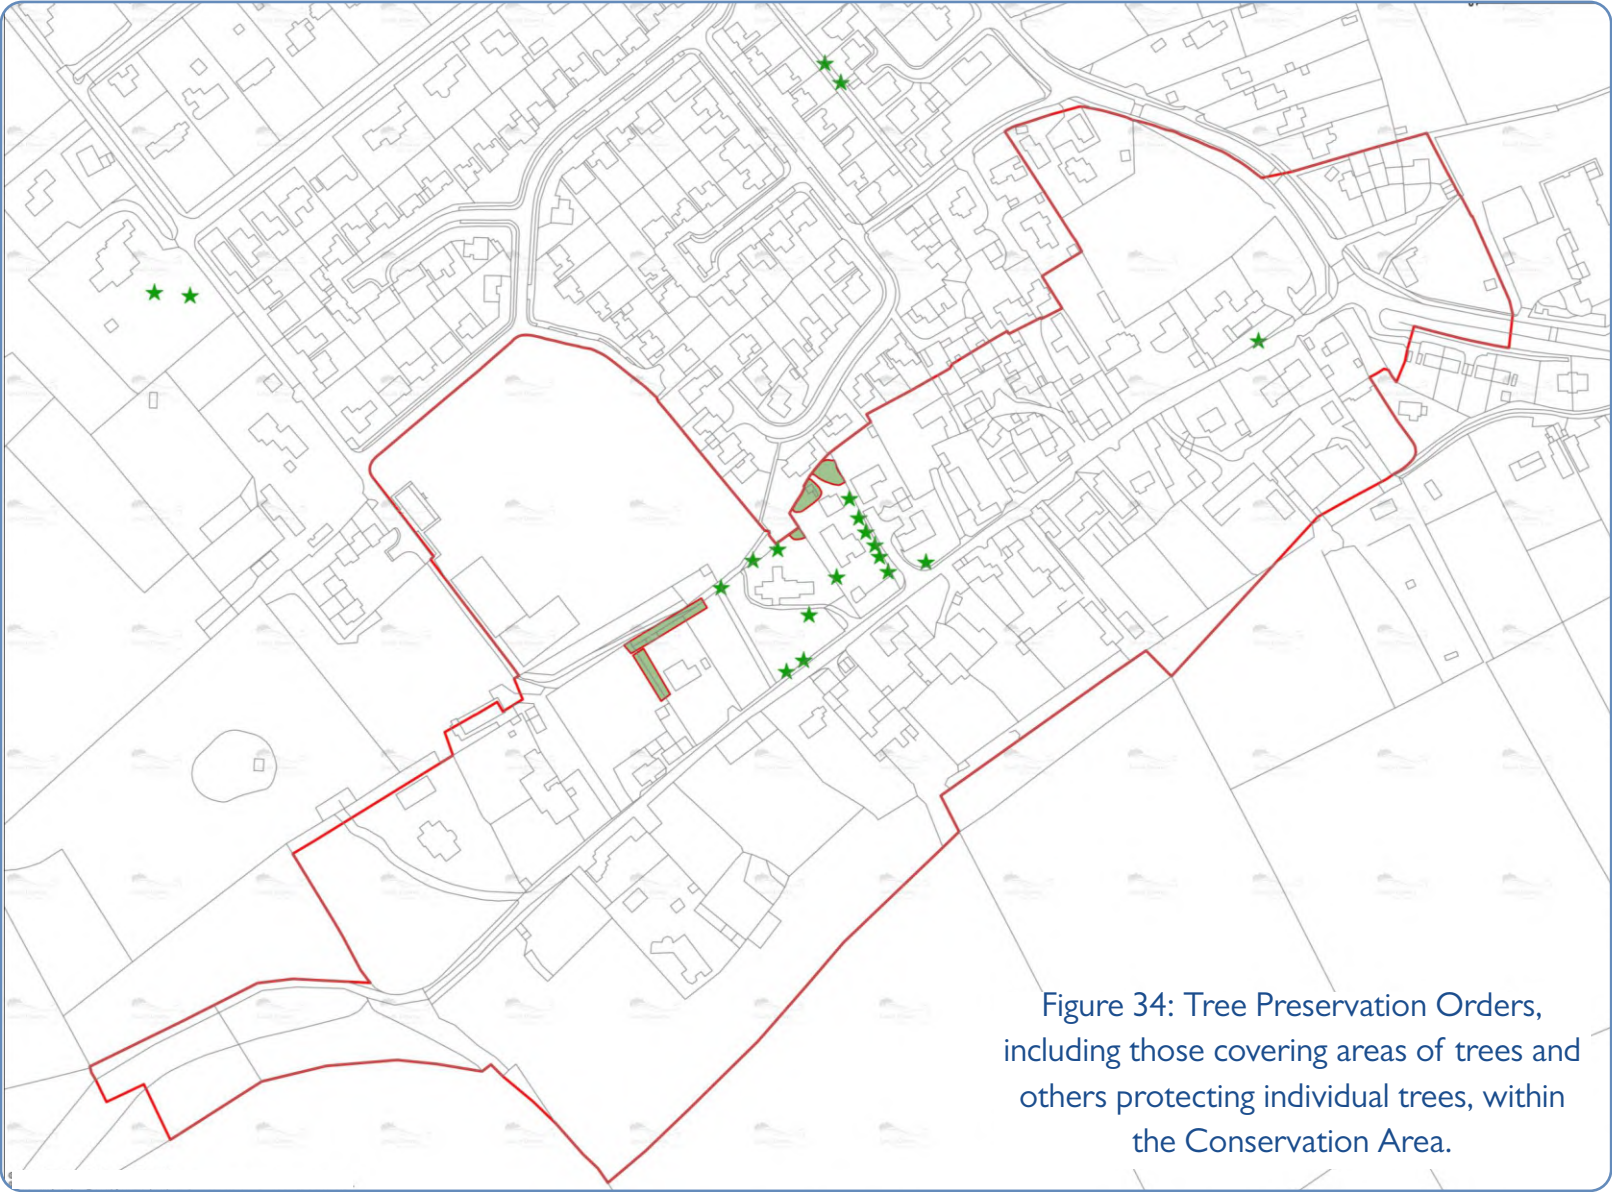 Figure 34: Tree Preservation Orders,
including those covering areas of trees and
others protecting individual trees, within
the Conservation Area.